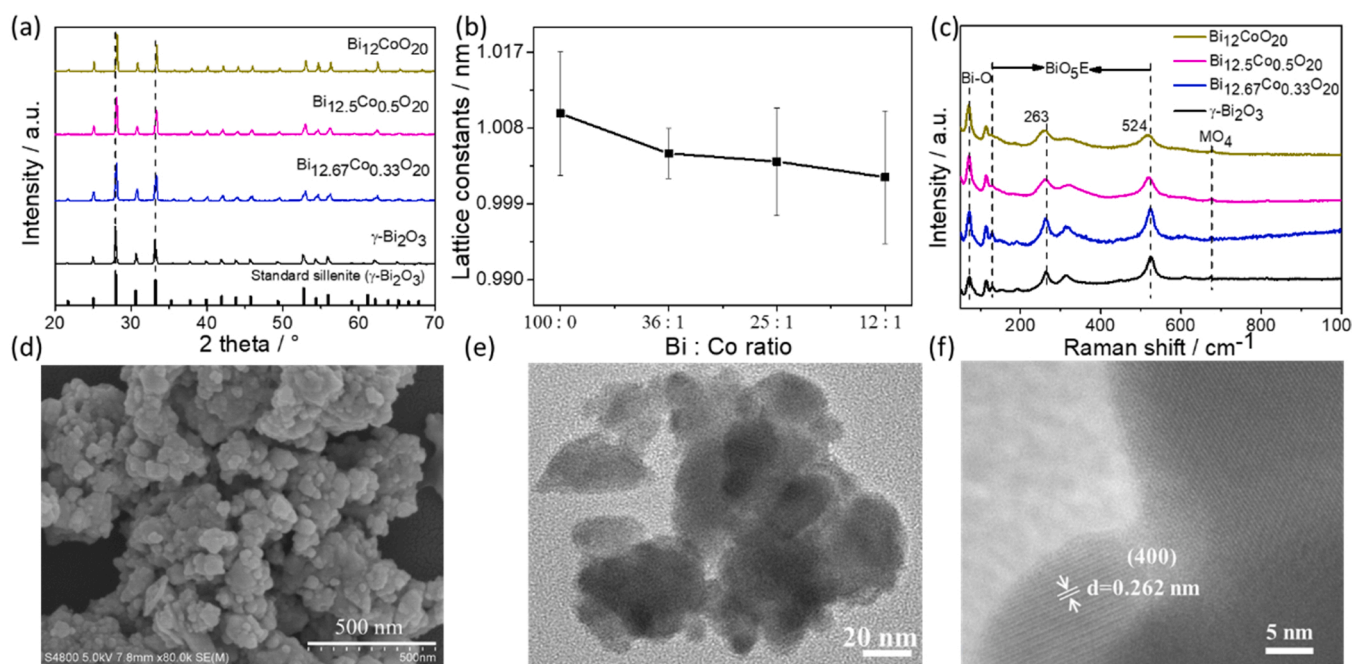 (a)
Bi12CoO20
Bi12.5Co0.5O20
Bi12.67Co0.33O20
γ-Bi2O3
Standard sillenite (γ-Bi2O3)
Intensity / a.u.
20 30 40 50 60 70
2 theta / °
(b)
1.017
1.008
0.999
0.990
Lattice constants / nm
100 : 0 36 : 1 25 : 1 12 : 1
Bi : Co ratio
(c)
Bi12CoO20
Bi12.5Co0.5O20
Bi12.67Co0.33O20
γ-Bi2O3
Bi-O
BiO5E
263
524
MO4
Intensity / a.u.
200 400 600 800 100
Raman shift / cm-1
(d)
500 nm
S4800 5.0kV 7.8mm x80.0k SE(M)
500nm
(e)
20 nm
(f)
(400)
d=0.262 nm
5 nm